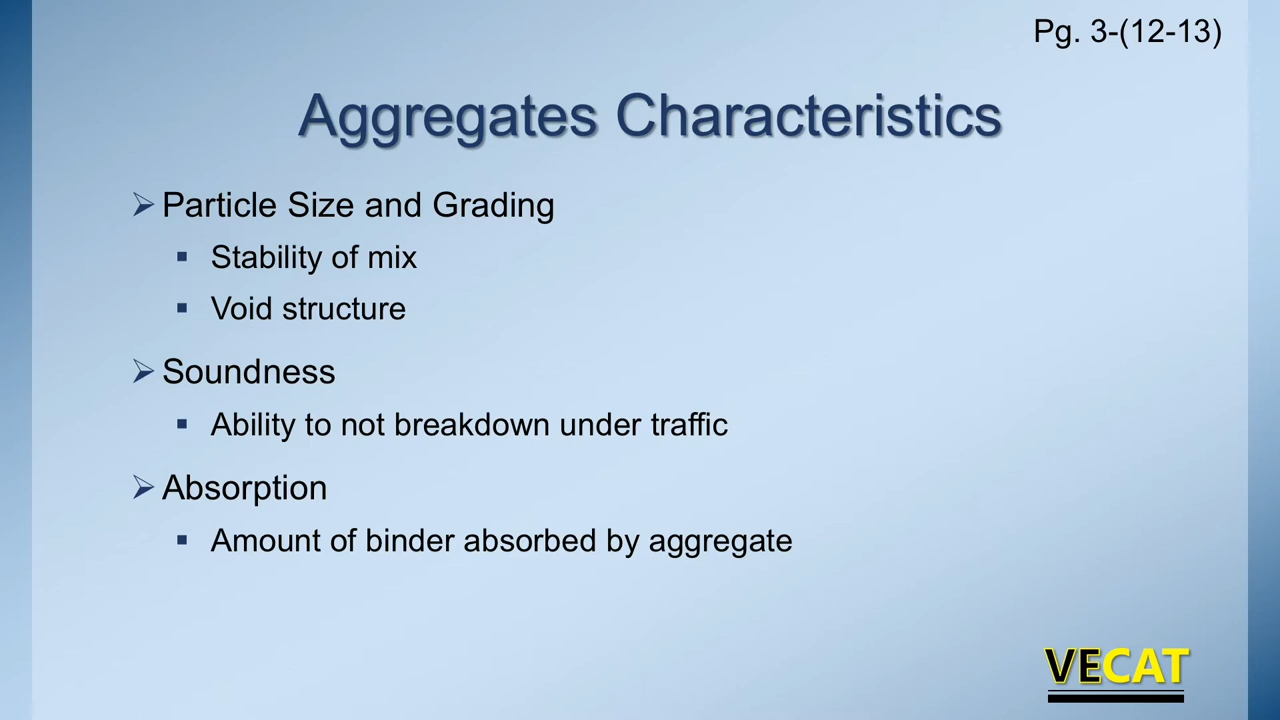 Pg. 3-(12-13)
Aggregates Characteristics
Particle Size and Grading
Stability of mix
Void structure
Soundness
Ability to not breakdown under traffic
Absorption
Amount of binder absorbed by aggregate
VECAT